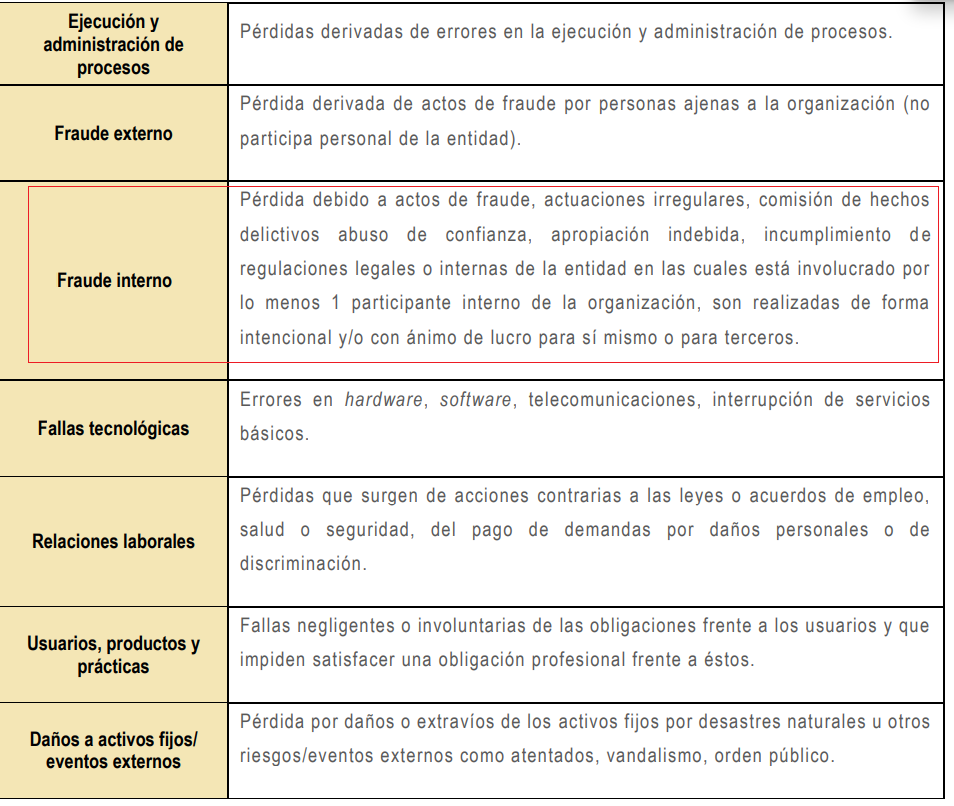 Ejecución y
administración de
procesos
Pérdidas derivadas de errores en la ejecución y administración de procesos.
Fraude externo
Pérdida derivada de actos de fraude por personas ajenas a la organización (no
participa personal de la entidad).
Fraude interno
Pérdida debido a actos de fraude, actuaciones irregulares, comisión de hechos
delictivos abuso de confianza, apropiación indebida, incumplimiento de
regulaciones legales o internas de la entidad en las cuales está involucrado por
lo menos 1 participante interno de la organización, son realizadas de forma
intencional y/o con ánimo de lucro para sí mismo o para terceros.
Fallas tecnológicas
Errores en hardware, software, telecomunicaciones, interrupción de servicios
básicos.
Relaciones laborales
Pérdidas que surgen de acciones contrarias a las leyes o acuerdos de empleo,
salud o seguridad, del pago de demandas por daños personales o de
discriminación.
Usuarios, productos y
prácticas
Fallas negligentes o involuntarias de las obligaciones frente a los usuarios y que
impiden satisfacer una obligación profesional frente a éstos.
Daños a activos fijos/
eventos externos
Pérdida por daños o extravíos de los activos fijos por desastres naturales u otros
riesgos/eventos externos como atentados, vandalismo, orden público.